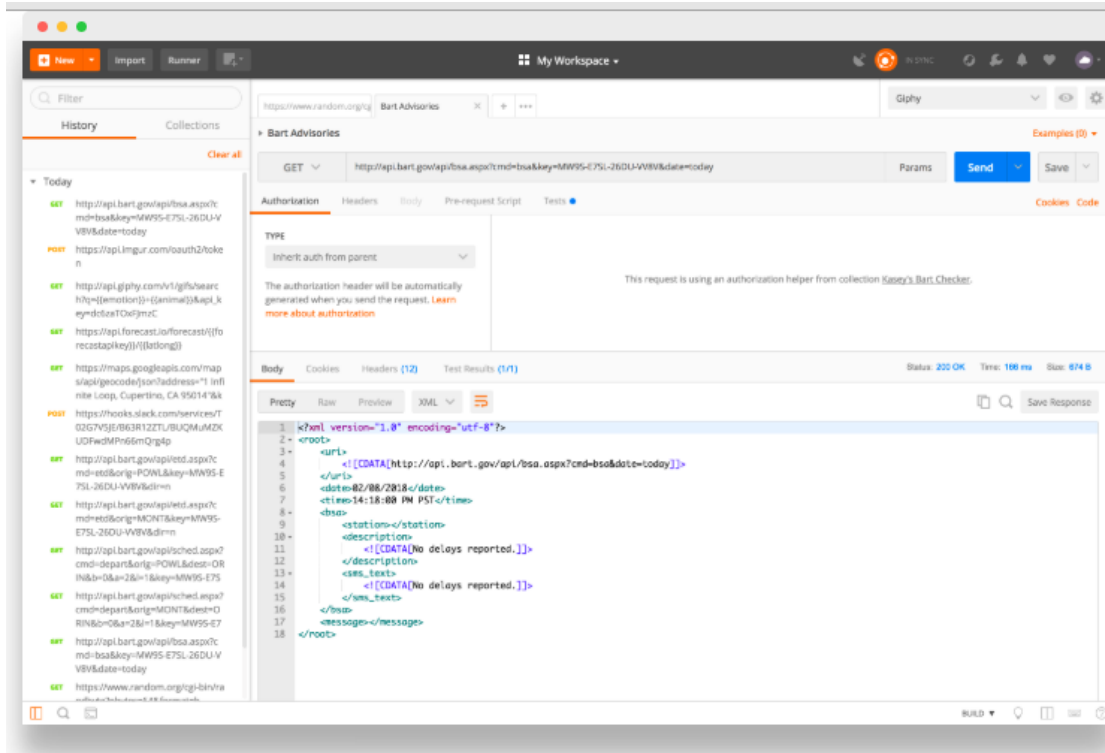 New
Import
Runner
My Workspace
IN SYNC
Filter
History
Collections
Clear all
Today
GET http://api.bart.gov/api/bsa.aspx?c
md=bsa&key=MW9S-E7SL-26DU-V
V8V&date=today
POST https://api.imgur.com/oauth2/toke
n
GET http://api.giphy.com/v1/gifs/searc
h?q={{emotion}}+{{animal}}&api_k
ey=dc6zaTOxFJmzC
GET https://api.forecast.io/forecast/{{fo
recastapikey}}/{{latlong}}
GET https://maps.googleapis.com/map
s/api/geocode/json?address="1 Infi
nite Loop, Cupertino, CA 95014"&k
POST https://hooks.slack.com/services/T
GET http://api.bart.gov/api/etd.aspx?c
md=etd&orig=POWL&key=MW9S-E
7SL-26DU-VV8V&dir=n
GET http://api.bart.gov/api/etd.aspx?c
md=etd&orig=MONT&key=MW9S-
E7SL-26DU-VV8V&dir=n
GET http://api.bart.gov/api/sched.aspx?
cmd=depart&orig=POWL&dest=OR
IN&b=0&a=2&l=1&key=MW9S-E7S
GET http://api.bart.gov/api/sched.aspx?
cmd=depart&orig=MONT&dest=O
RIN&b=0&a=2&l=1&key=MW9S-E7
GET http://api.bart.gov/api/bsa.aspx?c
md=bsa&key=MW9S-E7SL-26DU-V
V8V&date=today
GET https://www.random.org/cgi-bin/ra
https://www.random.org/cg
Bart Advisories
Giphy
Bart Advisories
Examples (0)
GET
http://api.bart.gov/api/bsa.aspx?cmd=bsa&key=MW9S-E7SL-26DU-VV8V&date=today
Params
Send
Save
Authorization
Headers
Body
Pre-request Script
Tests
Cookies
Code
TYPE
Inherit auth from parent
The authorization header will be automatically
generated when you send the request. Learn
more about authorization
This request is using an authorization helper from collection Kasey's Bart Checker.
Body
Cookies
Headers (12)
Test Results (1/1)
Status: 200 OK
Time: 166 ms
Size: 674 B
Pretty
Raw
Preview
XML
Save Response
1 <?xml version="1.0" encoding="utf-8"?>
2 <root>
3 <uri>
4 <![CDATA[http://api.bart.gov/api/bsa.aspx?cmd=bsa&date=today]]>
5 </uri>
6 <date>02/08/2018</date>
7 <time>14:18:00 PM PST</time>
8 <bsa>
9 <station></station>
10 <description>
11 <![CDATA[No delays reported.]]>
12 </description>
13 <sms_text>
14 <![CDATA[No delays reported.]]>
15 </sms_text>
16 </bsa>
17 <message></message>
18 </root>
BUILD